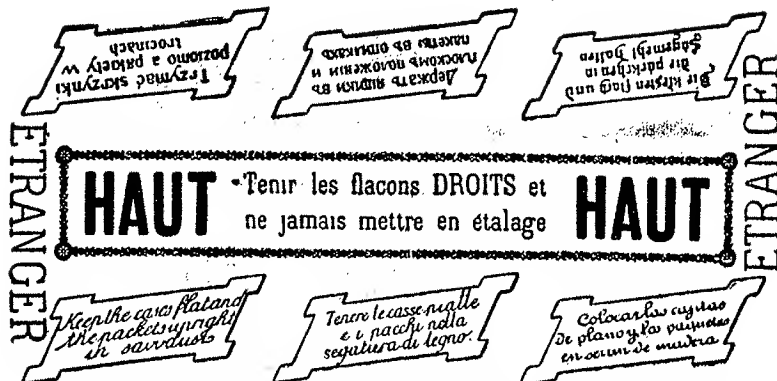 Trzymać skrzynki
poziomo a pakiety w
trocinach
Держать ящики въ
плоскомъ положеніи и
пакеты въ опилкахъ
Die kisten flach und
die päckchen in
Sägemehl halten
ETRANGER
HAUT
Tenir les flacons DROITS et
ne jamais mettre en étalage
HAUT
ETRANGER
Keep the cases flat and
the packets upright
in sawdust
Tenere le casse piatte
e i pacchi nella
segatura di legno.
Colocar las cajitas
De plano y los paquetes
en serrin de madera